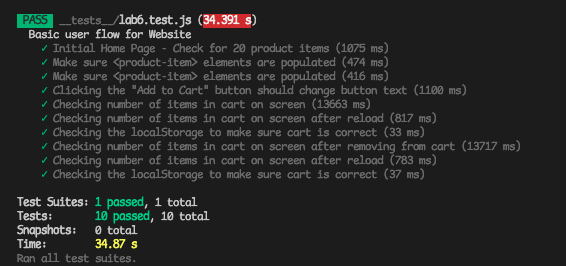 PASS __tests__/lab6.test.js (34.391 s)
Basic user flow for Website
✓ Initial Home Page - Check for 20 product items (1075 ms)
✓ Make sure <product-item> elements are populated (474 ms)
✓ Make sure <product-item> elements are populated (416 ms)
✓ Clicking the "Add to Cart" button should change button text (1100 ms)
✓ Checking number of items in cart on screen (13663 ms)
✓ Checking number of items in cart on screen after reload (817 ms)
✓ Checking the localStorage to make sure cart is correct (33 ms)
✓ Checking number of items in cart on screen after removing from cart (13717 ms)
✓ Checking number of items in cart on screen after reload (783 ms)
✓ Checking the localStorage to make sure cart is correct (37 ms)
Test Suites: 1 passed, 1 total
Tests: 10 passed, 10 total
Snapshots: 0 total
Time: 34.87 s
Ran all test suites.